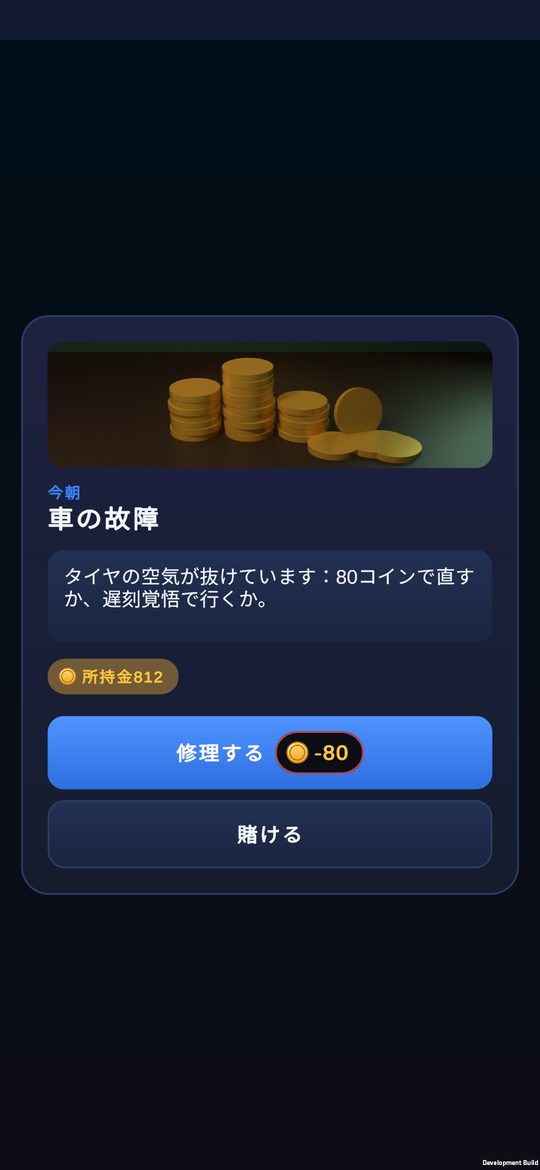 今朝
車の故障
タイヤの空気が抜けています：80コインで直す
か、遅刻覚悟で行くか。
所持金812
修理する -80
賭ける
Development Build